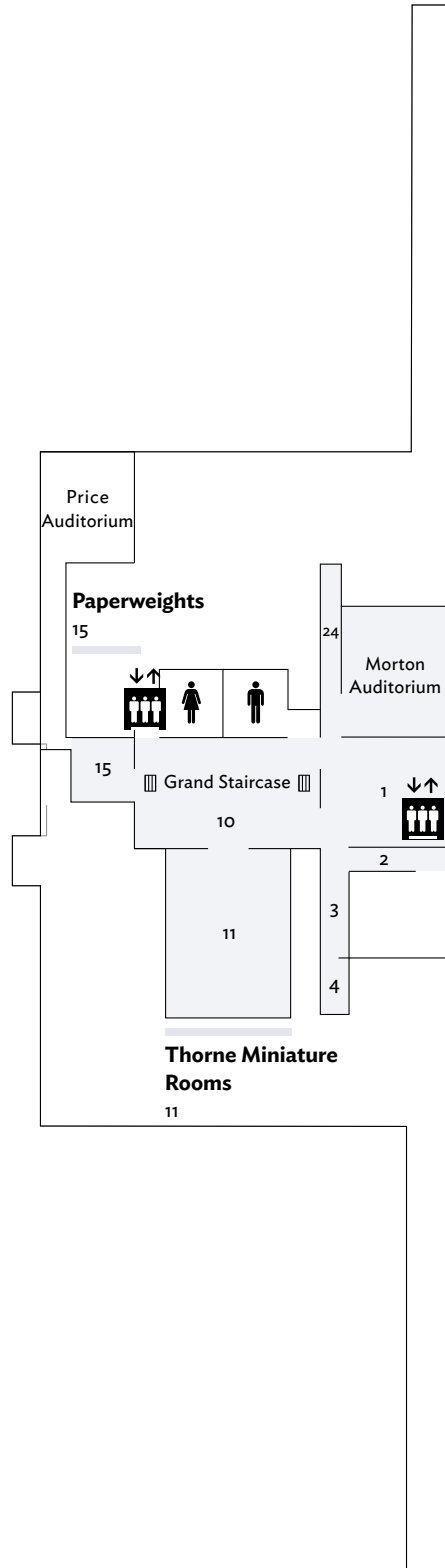 Price
Auditorium
Paperweights
15
24
Morton
Auditorium
15
Grand Staircase
1
10
2
3
11
4
Thorne Miniature
Rooms
11